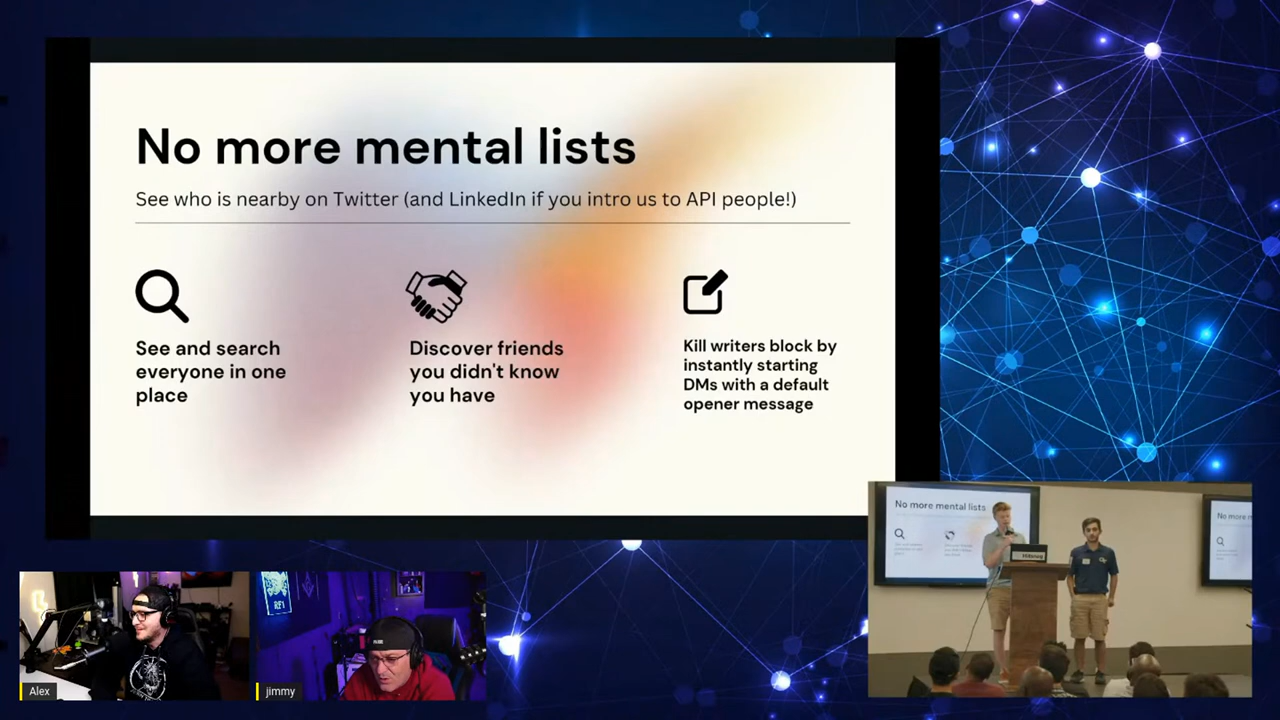 No more mental lists
See who is nearby on Twitter (and LinkedIn if you intro us to API people!)
See and search
everyone in one
place
Discover friends
you didn't know
you have
Kill writers block by
instantly starting
DMs with a default
opener message
No more mental lists
No more m
Alex
jimmy